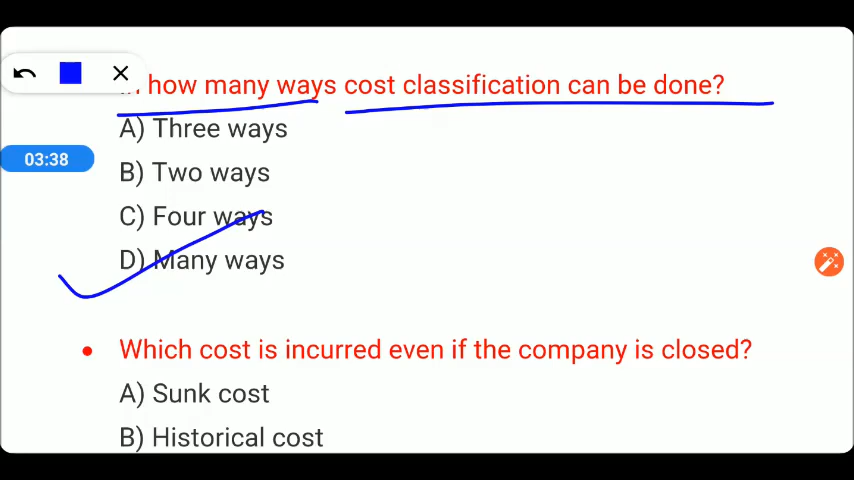 how many ways cost classification can be done?
A) Three ways
03:38
B) Two ways
C) Four ways
D) Many ways
• Which cost is incurred even if the company is closed?
A) Sunk cost
B) Historical cost